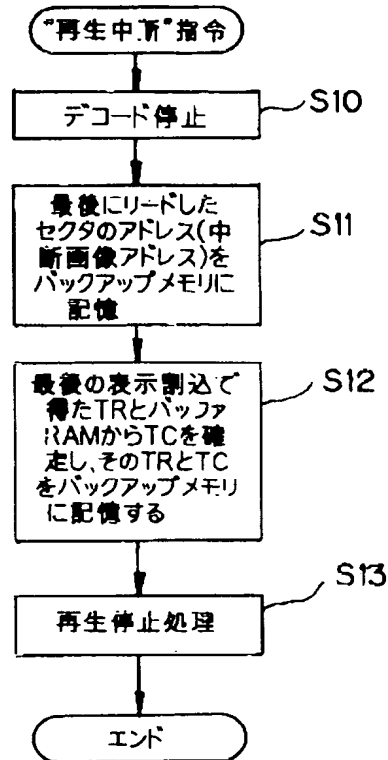 "再生中断"指令
デコード停止
S10
最後にリードした
セクタのアドレス(中
断画像アドレス)を
バックアップメモリに
記憶
S11
最後の表示割込で
得たTRとバッファ
RAMからTCを確
定し、そのTRとTC
をバックアップメモリ
に記憶する
S12
再生停止処理
S13
エンド